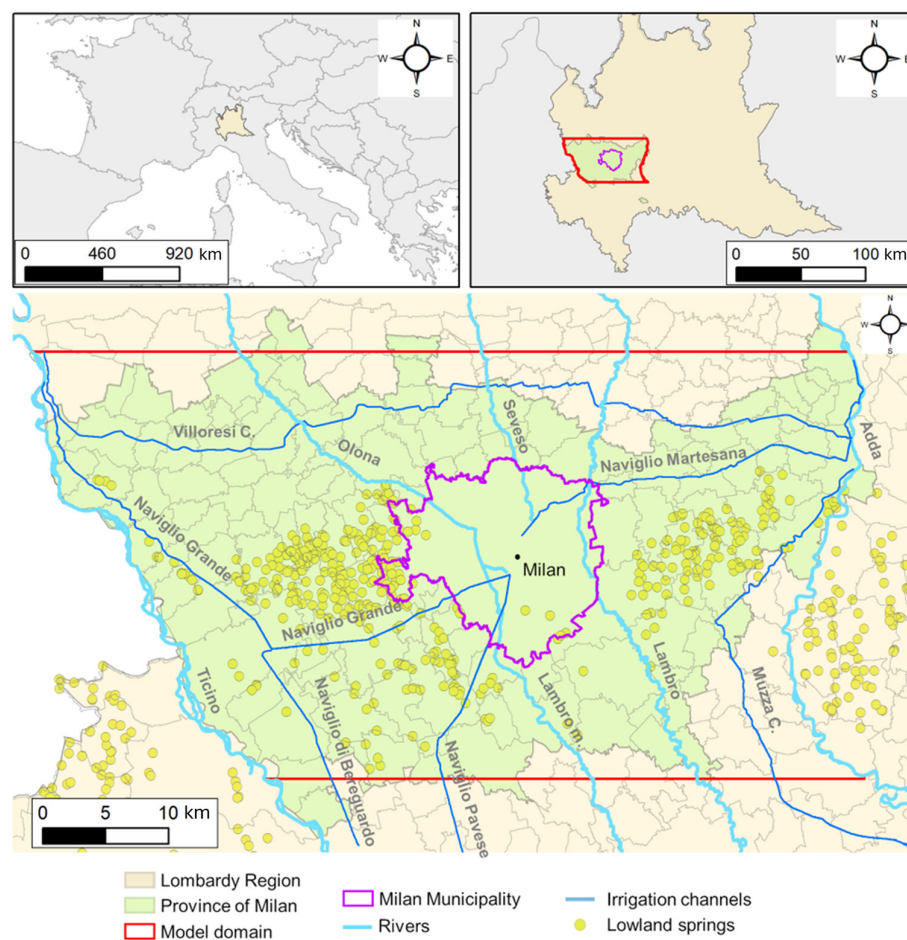 N
W E
S
0 460 920 km
N
W E
S
0 50 100 km
N
W E
S
Villoresi C.
Olona
Seveso
Naviglio Martesana
Adda
Naviglio Grande
Milan
Naviglio Grande
Ticino
Naviglio di Bereguardo
Naviglio Pavese
Lambro m.
Lambro
Muzza C.
0 5 10 km
Lombardy Region
Province of Milan
Model domain
Milan Municipality
Rivers
Irrigation channels
Lowland springs